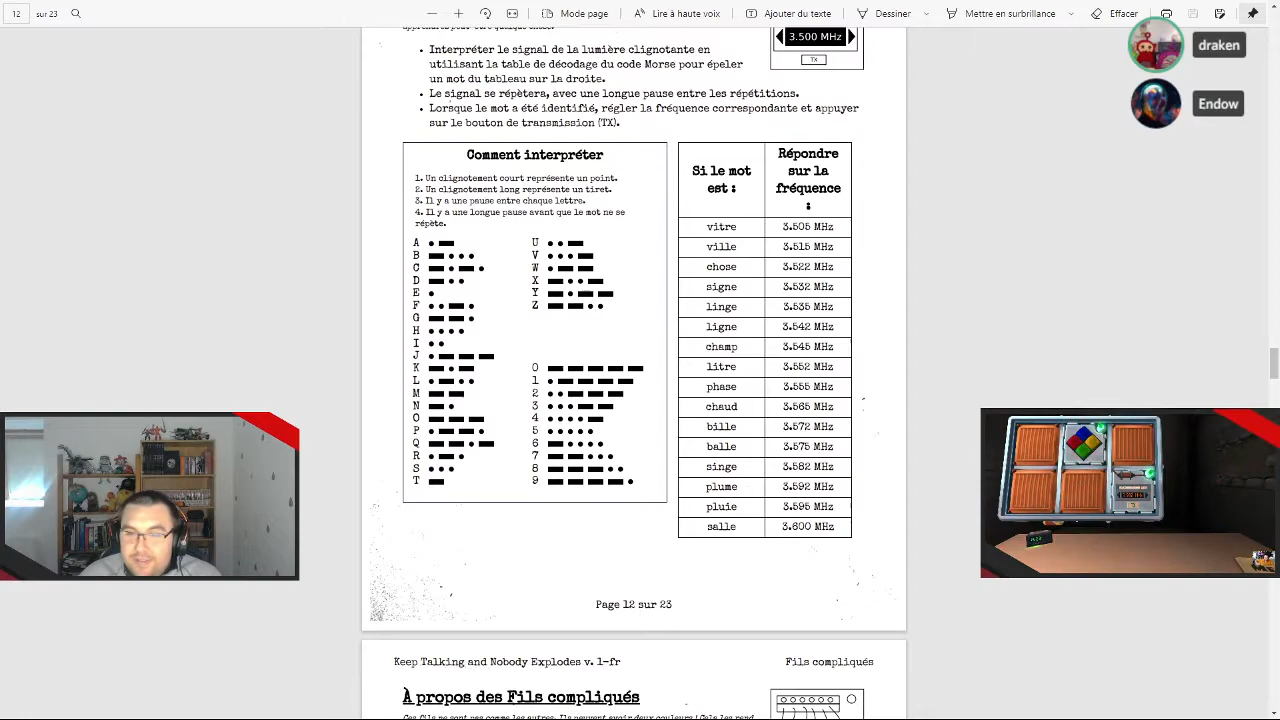 12 sur 23 Mode page Lire à haute voix Ajouter du texte Dessiner Mettre en surbrillance Effacer
draken
Endow
3.500 MHz
TX
• Interpréter le signal de la lumière clignotante en
utilisant la table de décodage du code Morse pour épeler
un mot du tableau sur la droite.
• Le signal se répètera, avec une longue pause entre les répétitions.
• Lorsque le mot a été identifié, régler la fréquence correspondante et appuyer
sur le bouton de transmission (TX).
Comment interpréter
1. Un clignotement court représente un point.
2. Un clignotement long représente un tiret.
3. Il y a une pause entre chaque lettre.
4. Il y a une longue pause avant que le mot ne se
répète.
A
B
C
D
E
F
G
H
I
J
K
L
M
N
O
P
Q
R
S
T
U
V
W
X
Y
Z
0
1
2
3
4
5
6
7
8
9
Si le mot
est :
Répondre
sur la
fréquence
:
vitre 3.505 MHz
ville 3.515 MHz
chose 3.522 MHz
signe 3.532 MHz
linge 3.535 MHz
ligne 3.542 MHz
champ 3.545 MHz
litre 3.552 MHz
phase 3.555 MHz
chaud 3.565 MHz
bille 3.572 MHz
balle 3.575 MHz
singe 3.582 MHz
plume 3.592 MHz
pluie 3.595 MHz
salle 3.600 MHz
Page 12 sur 23
Keep Talking and Nobody Explodes v. 1-fr Fils compliqués
À propos des Fils compliqués